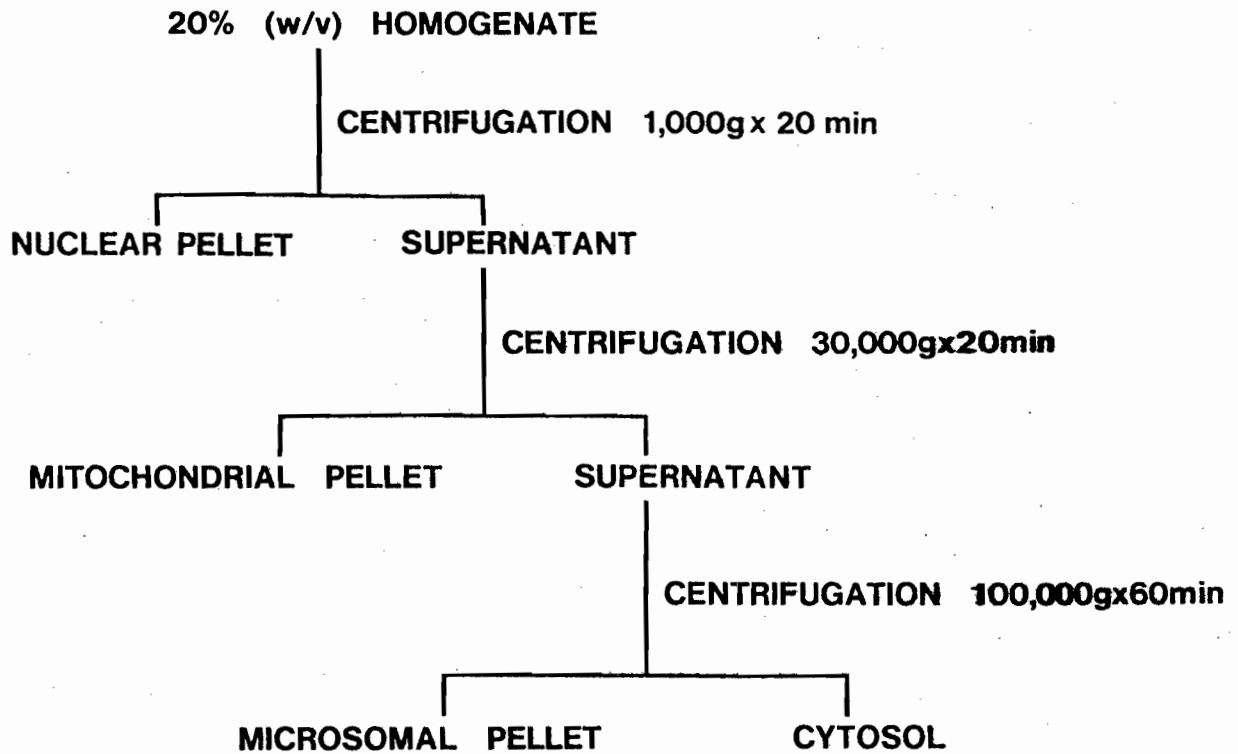 20% (w/v) HOMOGENATE
CENTRIFUGATION 1,000g x 20 min
NUCLEAR PELLET
SUPERNATANT
CENTRIFUGATION 30,000gx20min
MITOCHONDRIAL PELLET
SUPERNATANT
CENTRIFUGATION 100,000gx60min
MICROSOMAL PELLET
CYTOSOL